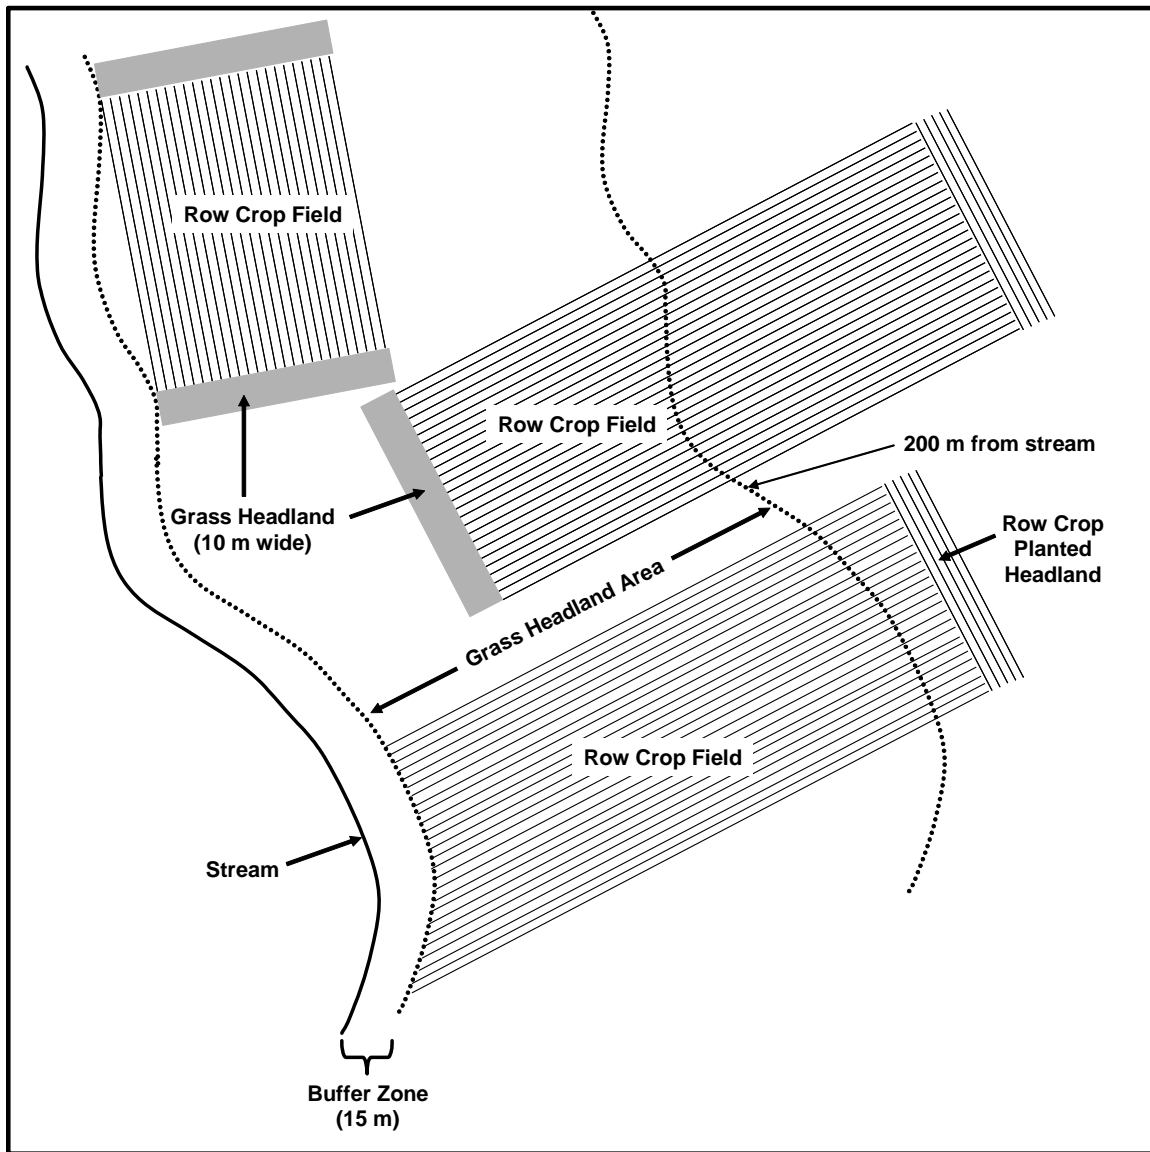 Row Crop Field
Row Crop Field
200 m from stream
Grass Headland
(10 m wide)
Row Crop
Planted
Headland
Grass Headland Area
Row Crop Field
Stream
Buffer Zone
(15 m)